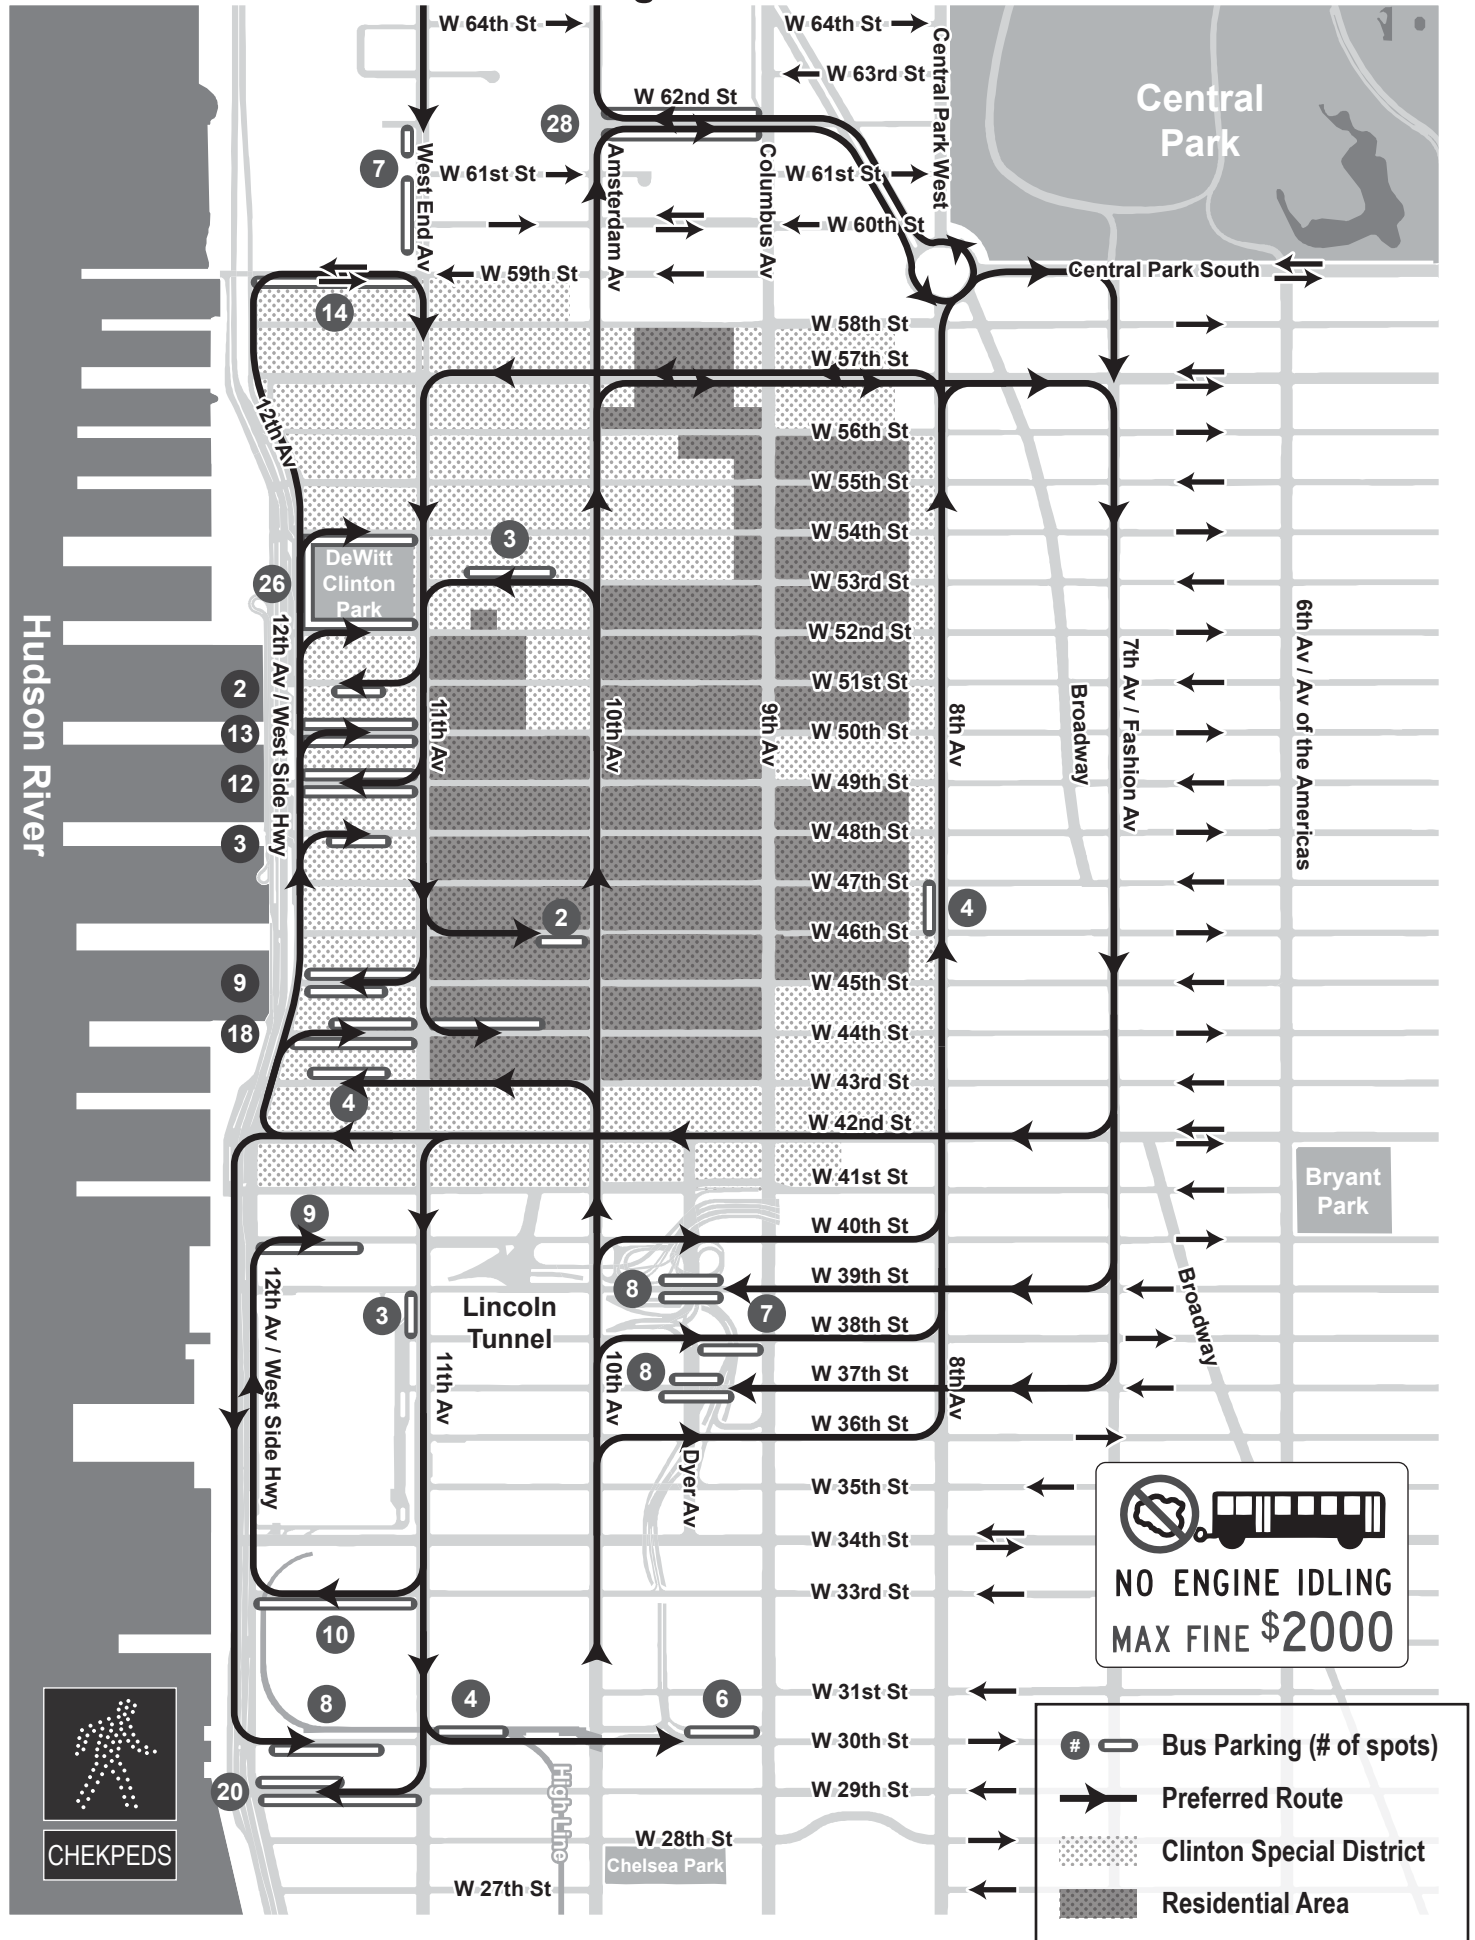 W 64th St
W 64th St
Central Park West
W 63rd St
Central
Park
W 62nd St
28
7
West End Av
W 61st St
Amsterdam Av
Columbus Av
W 61st St
W 60th St
W 59th St
Central Park South
14
W 58th St
W 57th St
12th Av
W 56th St
W 55th St
W 54th St
3
DeWitt
Clinton
Park
26
W 53rd St
Hudson River
12th Av / West Side Hwy
W 52nd St
6th Av / Av of the Americas
7th Av / Fashion Av
2
W 51st St
Broadway
11th Av
10th Av
9th Av
8th Av
13
W 50th St
12
W 49th St
3
W 48th St
W 47th St
4
2
W 46th St
9
W 45th St
18
W 44th St
W 43rd St
4
W 42nd St
W 41st St
Bryant
Park
9
W 40th St
12th Av / West Side Hwy
8
W 39th St
Broadway
3
Lincoln
Tunnel
7
W 38th St
11th Av
10th Av
8
W 37th St
8th Av
W 36th St
Dyer Av
W 35th St
W 34th St
NO ENGINE IDLING
MAX FINE $2000
W 33rd St
10
8
4
6
W 31st St
W 30th St
20
W 29th St
High Line
W 28th St
Chelsea Park
W 27th St
CHEKPEDS
# Bus Parking (# of spots)
Preferred Route
Clinton Special District
Residential Area